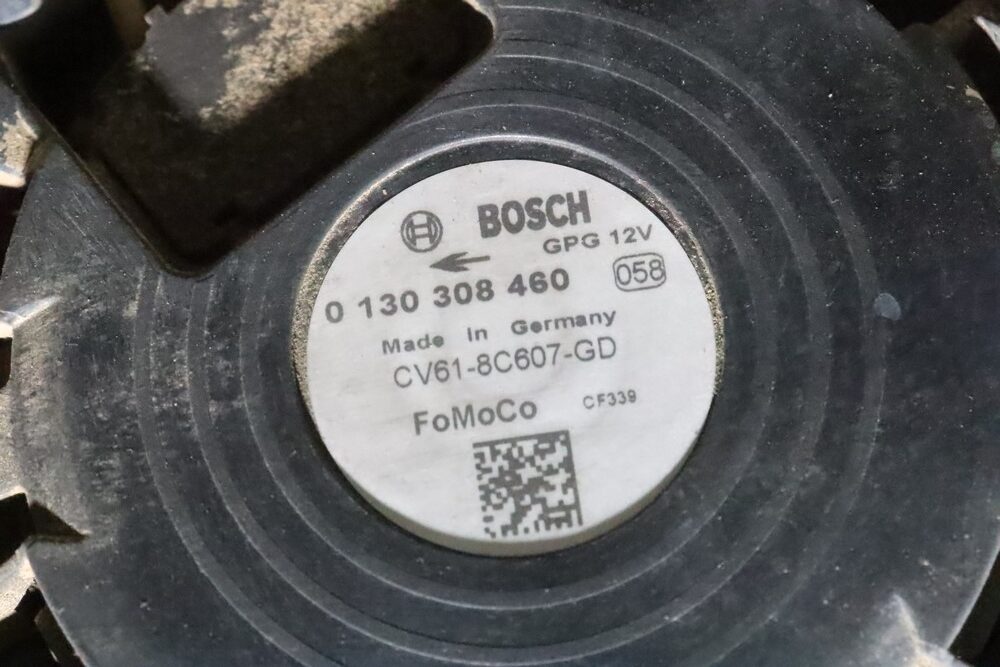 BOSCH
GPG 12V
0 130 308 460 058
Made in Germany
CV61-8C607-GD
FoMoCo CF339